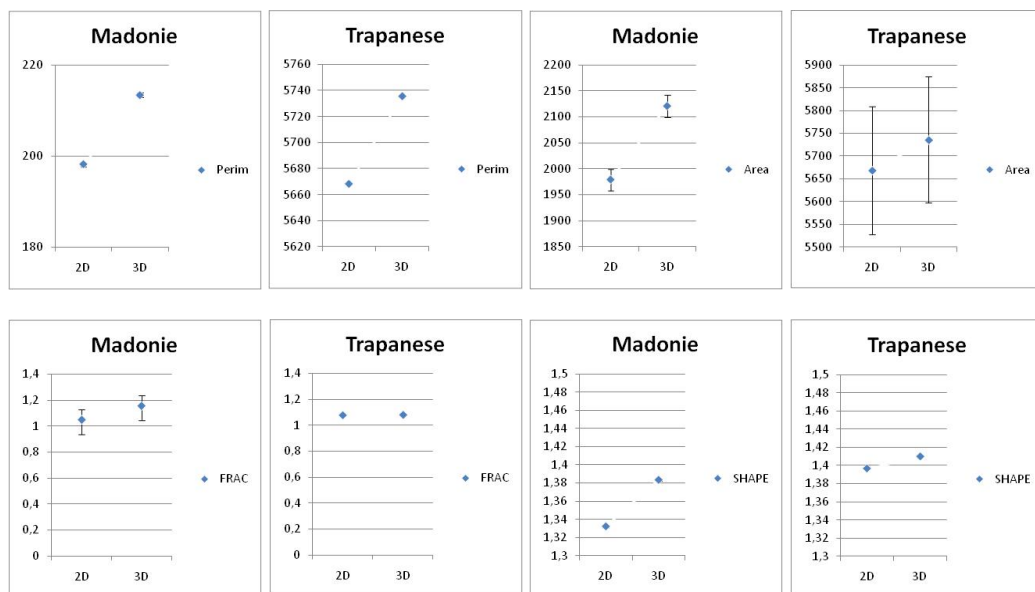 Madonie
220
200
180
2D 3D
Perim
Trapanese
5760
5740
5720
5700
5680
5660
5640
5620
2D 3D
Perim
Madonie
2200
2150
2100
2050
2000
1950
1900
1850
2D 3D
Area
Trapanese
5900
5850
5800
5750
5700
5650
5600
5550
5500
2D 3D
Area
Madonie
1,4
1,2
1
0,8
0,6
0,4
0,2
0
2D 3D
FRAC
Trapanese
1,4
1,2
1
0,8
0,6
0,4
0,2
0
2D 3D
FRAC
Madonie
1,5
1,48
1,46
1,44
1,42
1,4
1,38
1,36
1,34
1,32
1,3
2D 3D
SHAPE
Trapanese
1,5
1,48
1,46
1,44
1,42
1,4
1,38
1,36
1,34
1,32
1,3
2D 3D
SHAPE